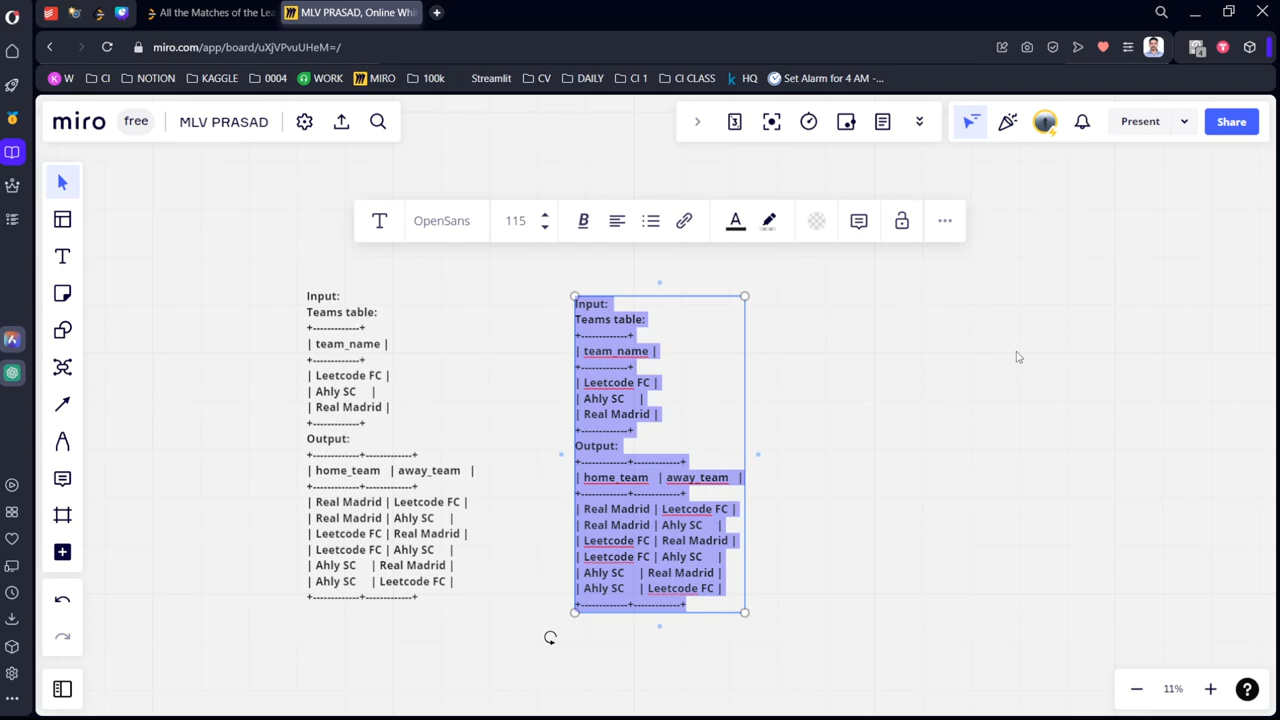 All the Matches of the Lea
MLV PRASAD, Online Whi
miro.com/app/board/uXjVPvuUHeM=/
W
CI
NOTION
KAGGLE
0004
WORK
MIRO
100k
Streamlit
CV
DAILY
CI 1
CI CLASS
HQ
Set Alarm for 4 AM -...
miro
free
MLV PRASAD
3
Present
Share
OpenSans
115
B
A
Input:
Teams table:
+-------------+
| team_name |
+-------------+
| Leetcode FC |
| Ahly SC |
| Real Madrid |
+-------------+
Output:
+-------------+-------------+
| home_team | away_team |
+-------------+-------------+
| Real Madrid | Leetcode FC |
| Real Madrid | Ahly SC |
| Leetcode FC | Real Madrid |
| Leetcode FC | Ahly SC |
| Ahly SC | Real Madrid |
| Ahly SC | Leetcode FC |
+-------------+-------------+
Input:
Teams table:
+-------------+
| team_name |
+-------------+
| Leetcode FC |
| Ahly SC |
| Real Madrid |
+-------------+
Output:
+-------------+-------------+
| home_team | away_team |
+-------------+-------------+
| Real Madrid | Leetcode FC |
| Real Madrid | Ahly SC |
| Leetcode FC | Real Madrid |
| Leetcode FC | Ahly SC |
| Ahly SC | Real Madrid |
| Ahly SC | Leetcode FC |
+-------------+-------------+
11%